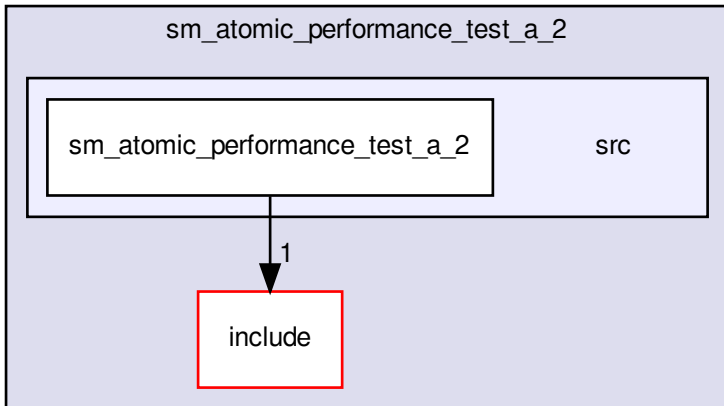 sm_atomic_performance_test_a_2
sm_atomic_performance_test_a_2
src
1
include